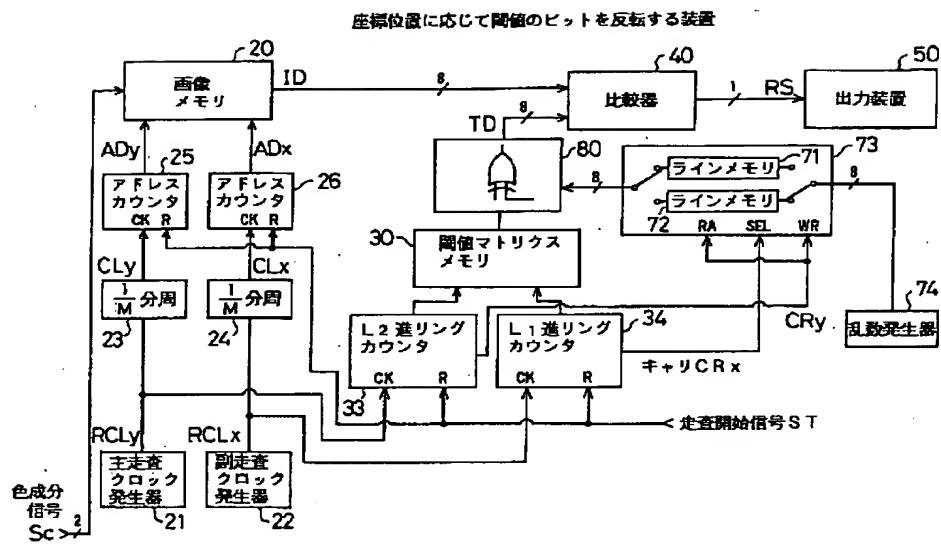 座標位置に応じて閾値のビットを反転する装置
20
画像
メモリ
ID
8
40
比較器
1
RS
50
出力装置
TD
8
80
8
73
ラインメモリ
71
ラインメモリ
72
RA SEL WR
8
ADy
25
アドレス
カウンタ
CK R
ADx
26
アドレス
カウンタ
CK R
30
閾値マトリクス
メモリ
CLy
1/M 分周
23
CLx
1/M 分周
24
L2進リング
カウンタ
CK R
33
L1進リング
カウンタ
CK R
34
CRy
キャリCRx
74
乱数発生器
走査開始信号ST
RCLy
主走査
クロック
発生器
21
RCLx
副走査
クロック
発生器
22
色成分
信号
Sc
2